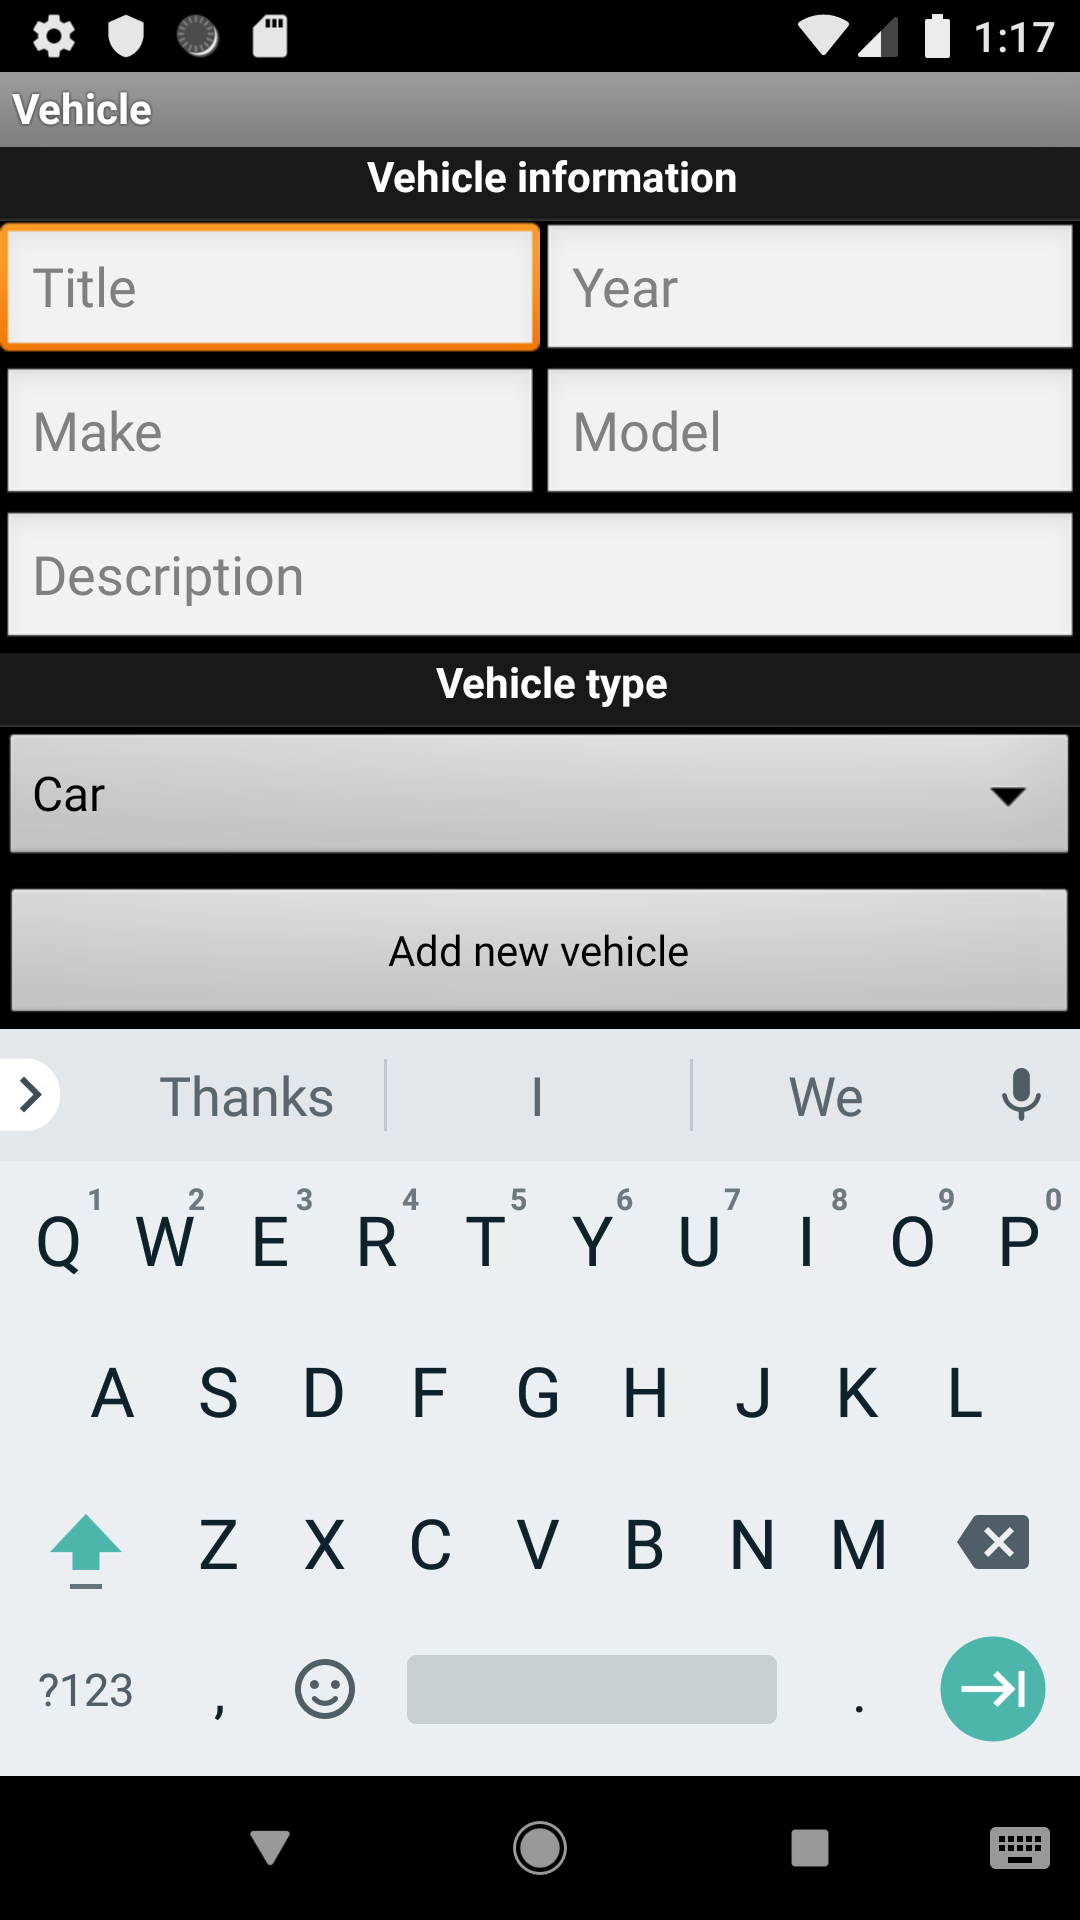 1:17
Vehicle
Vehicle information
Title Year
Make Model
Description
Vehicle type
Car
Add new vehicle
Thanks I We
1 2 3 4 5 6 7 8 9 0
Q W E R T Y U I O P
A S D F G H J K L
Z X C V B N M
?123 , .